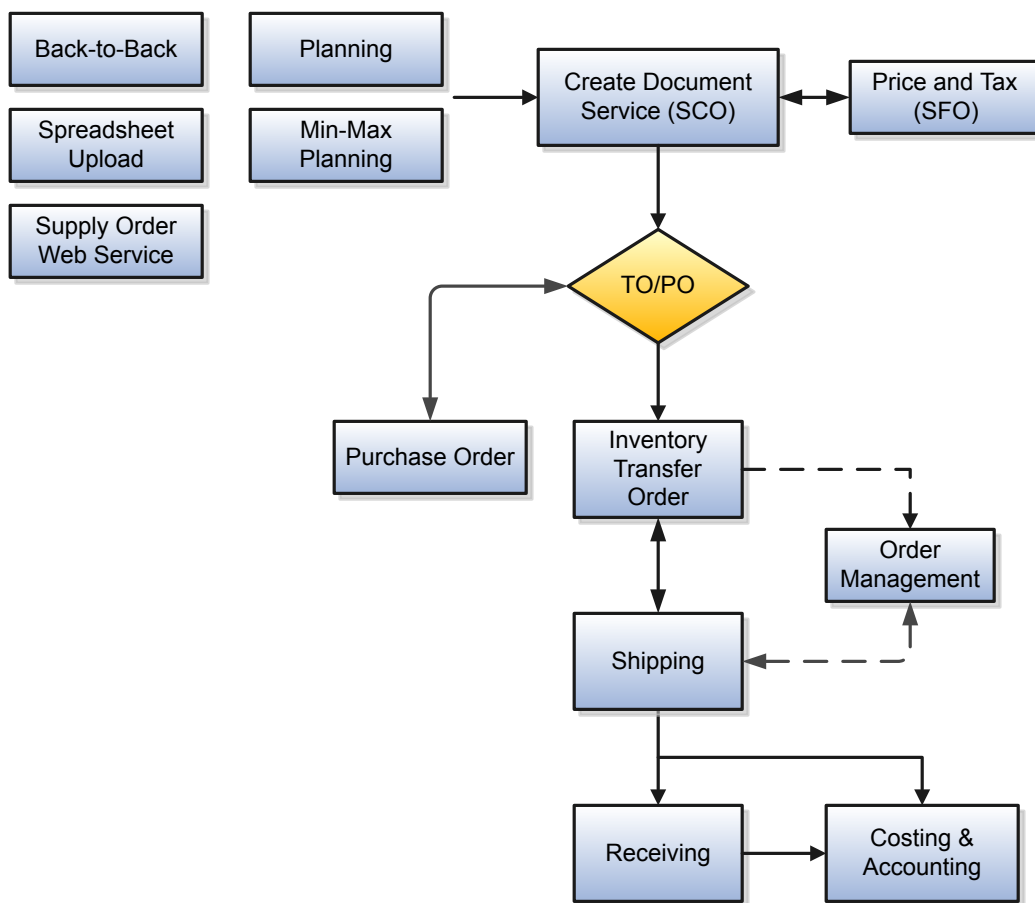 Back-to-Back
Planning
Create Document
Service (SCO)
Price and Tax
(SFO)
Spreadsheet
Upload
Min-Max
Planning
Supply Order
Web Service
TO/PO
Purchase Order
Inventory
Transfer
Order
Order
Management
Shipping
Receiving
Costing &
Accounting